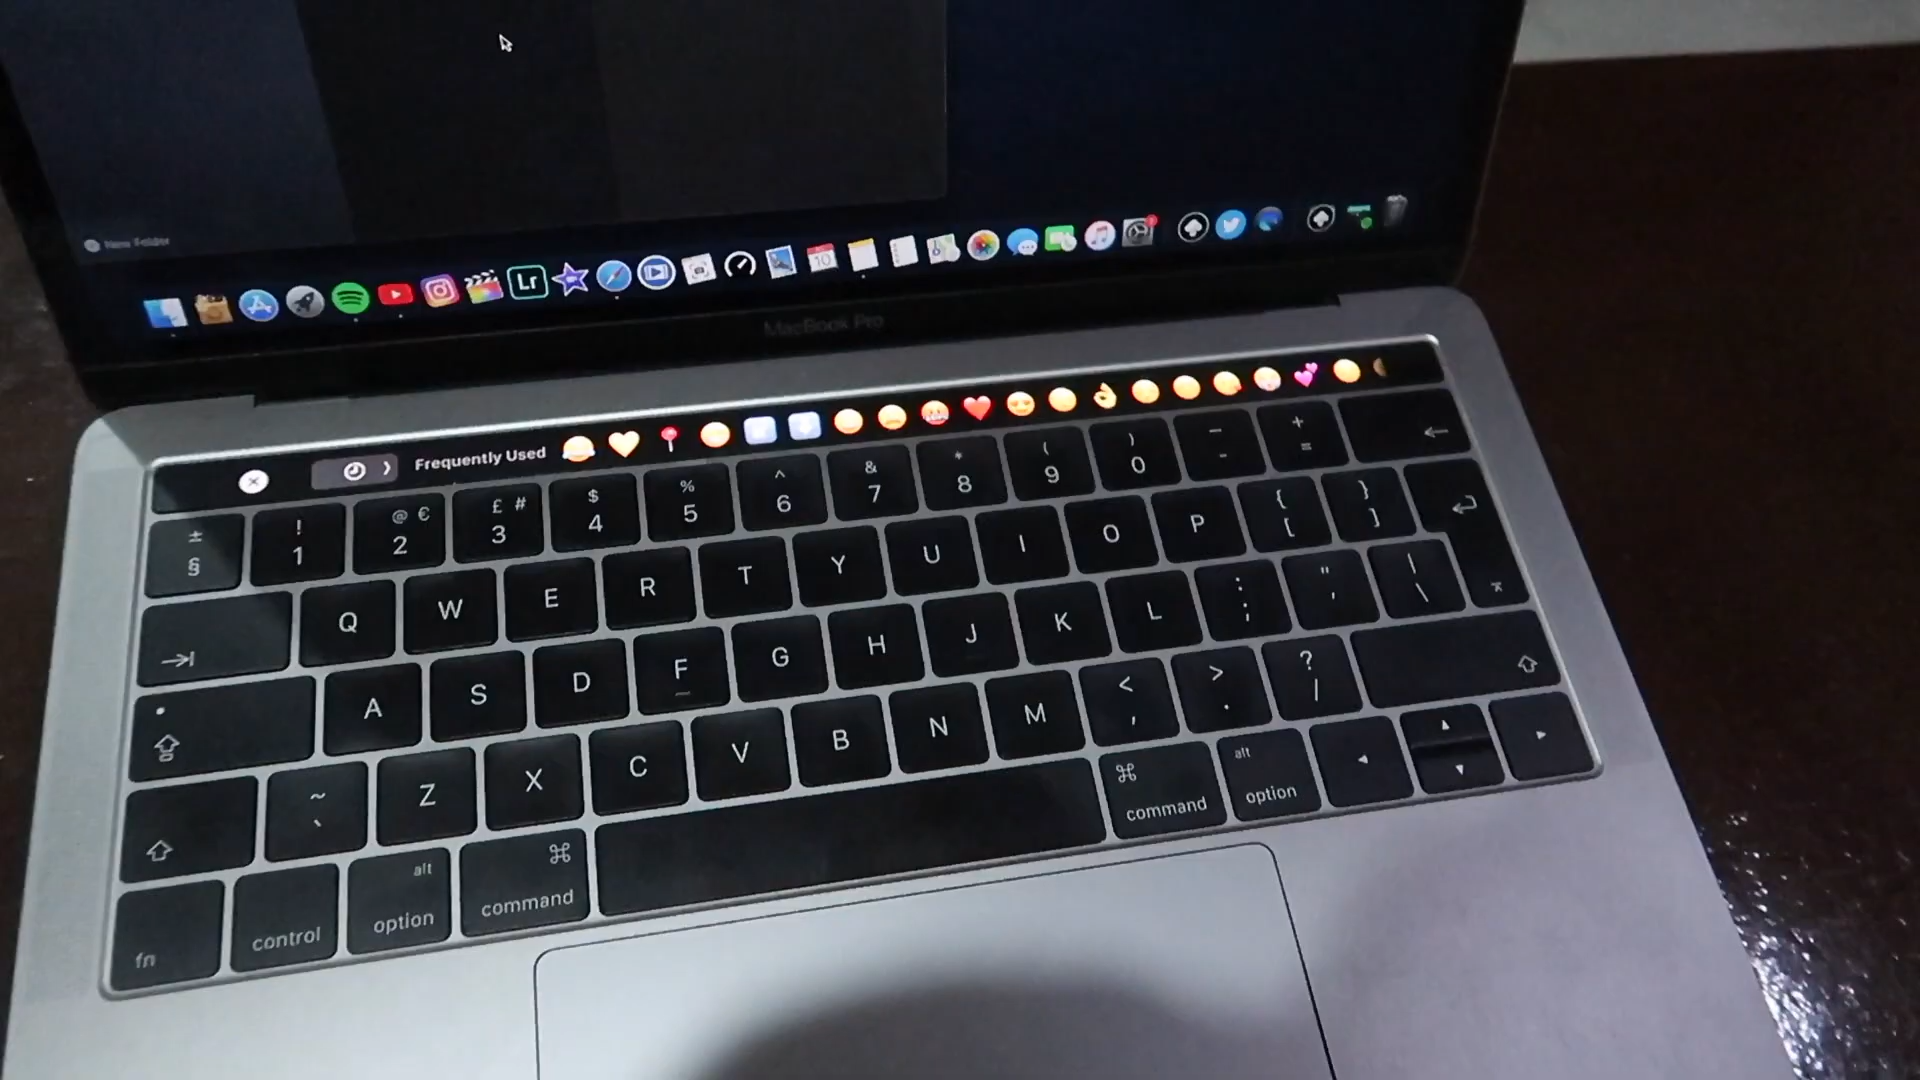 New Folder
Lr
10
MacBook Pro
Frequently Used
± ! @ € £ # $ % ^ & * ( ) _ +
§ 1 2 3 4 5 6 7 8 9 0 - =
Q W E R T Y U I O P { [ } ]
A S D F G H J K L : ; " ' | \
~ ` Z X C V B N M < , > . ? /
fn control alt option ⌘ command ⌘ command alt option